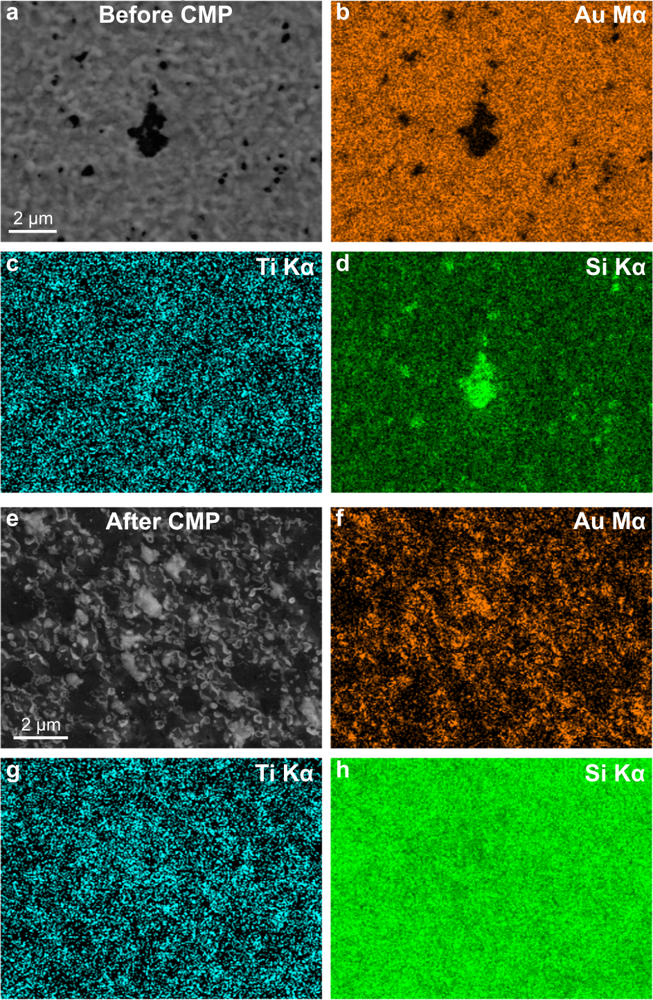 a Before CMP
b Au Mα
2 µm
c Ti Kα
d Si Kα
e After CMP
f Au Mα
2 µm
g Ti Kα
h Si Kα